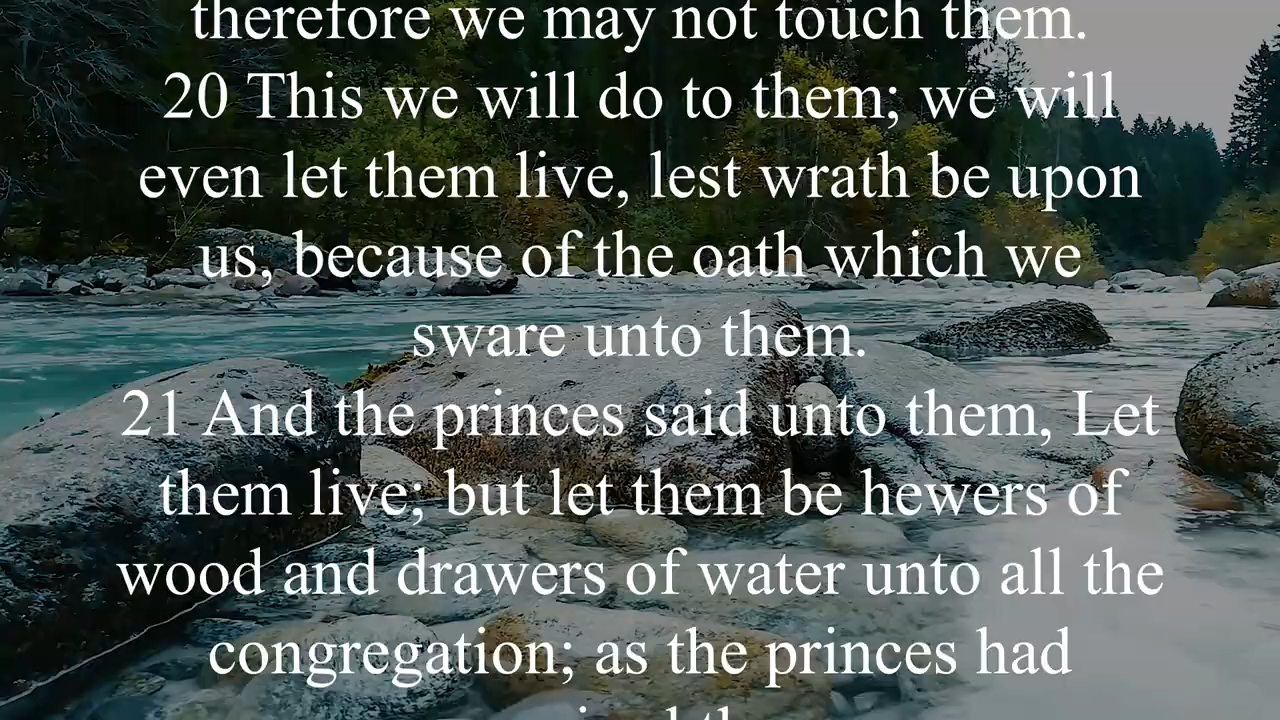 therefore we may not touch them.
20 This we will do to them; we will
even let them live, lest wrath be upon
us, because of the oath which we
sware unto them.
21 And the princes said unto them, Let
them live; but let them be hewers of
wood and drawers of water unto all the
congregation; as the princes had